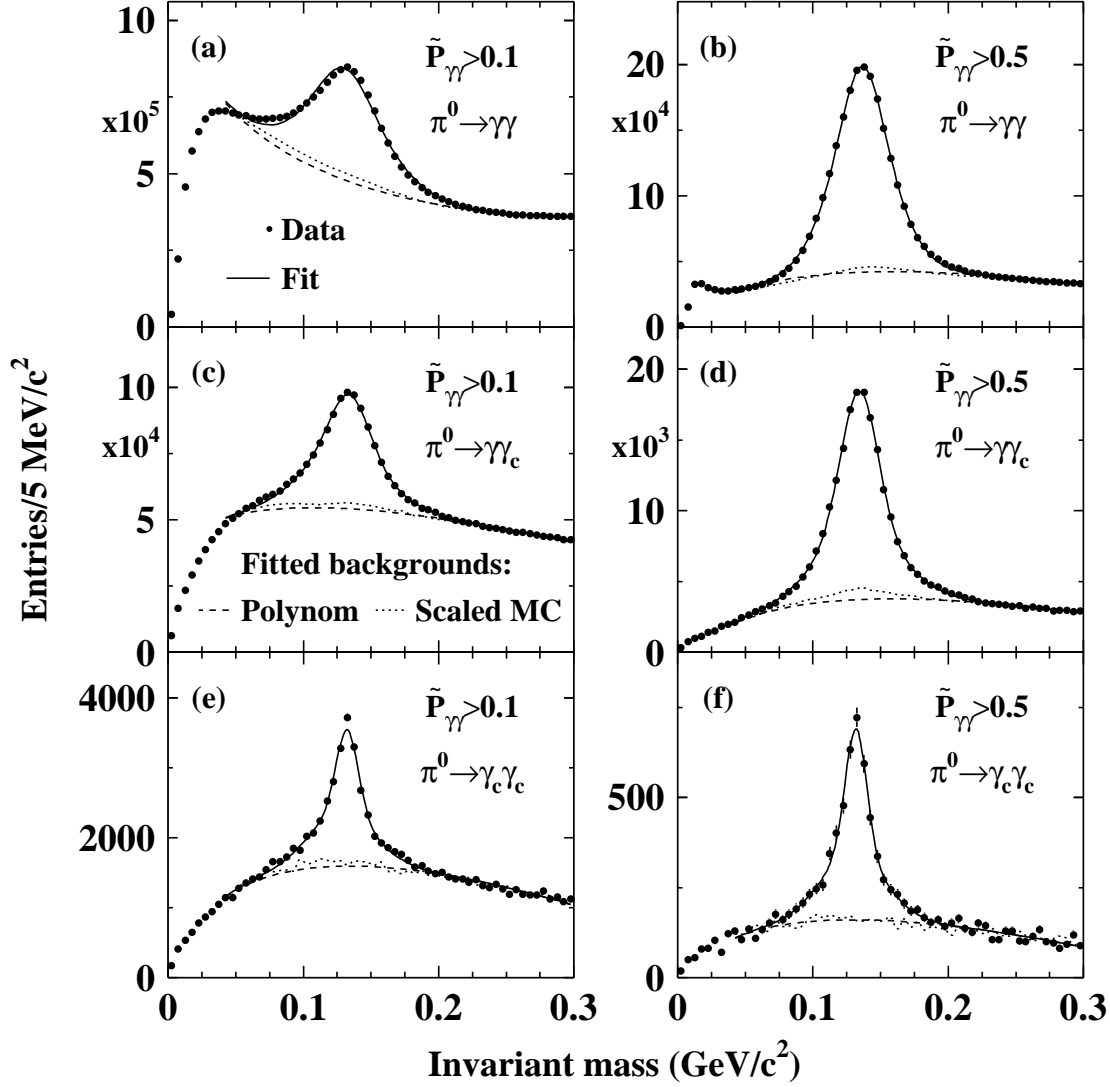 10
(a)
P̃γγ>0.1
(b)
P̃γγ>0.5
20
x10⁵
π⁰→γγ
x10⁴
π⁰→γγ
5
10
Data
Fit
0
0
(c)
P̃γγ>0.1
(d)
P̃γγ>0.5
10
20
x10⁴
π⁰→γγc
x10³
π⁰→γγc
5
10
Fitted backgrounds:
Polynom
Scaled MC
0
0
4000
(e)
P̃γγ>0.1
(f)
P̃γγ>0.5
π⁰→γcγc
π⁰→γcγc
500
2000
0
0
0 0.1 0.2 0.3
0 0.1 0.2 0.3
Invariant mass (GeV/c²)
Entries/5 MeV/c²